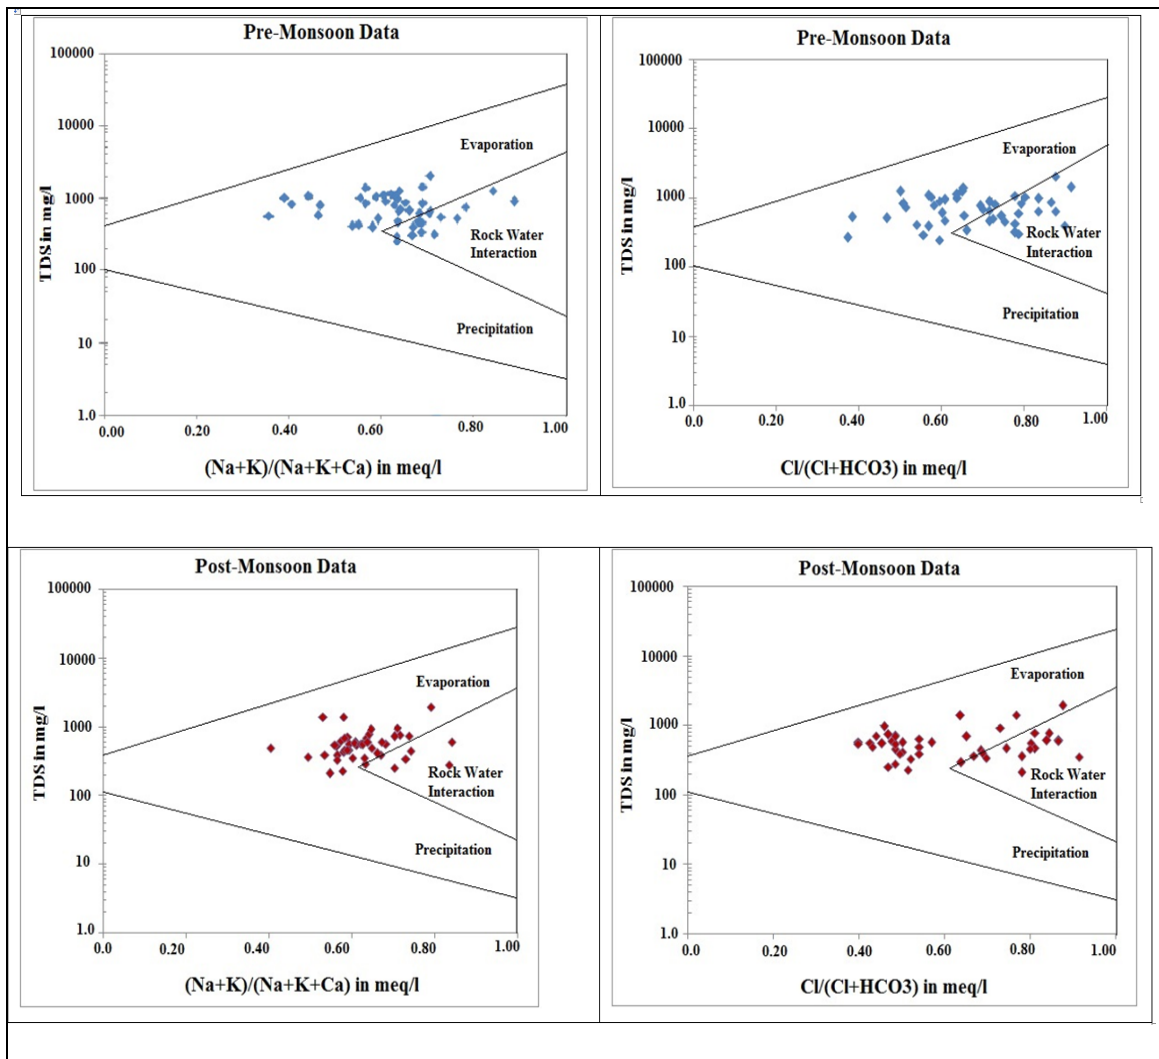 Pre-Monsoon Data
100000
10000
1000
100
10
1.0
TDS in mg/l
Evaporation
Rock Water
Interaction
Precipitation
0.00 0.20 0.40 0.60 0.80 1.00
(Na+K)/(Na+K+Ca) in meq/l
Pre-Monsoon Data
100000
10000
1000
100
10
1.0
TDS in mg/l
Evaporation
Rock Water
Interaction
Precipitation
0.0 0.20 0.40 0.60 0.80 1.00
Cl/(Cl+HCO3) in meq/l
Post-Monsoon Data
100000
10000
1000
100
10
1.0
TDS in mg/l
Evaporation
Rock Water
Interaction
Precipitation
0.0 0.20 0.40 0.60 0.80 1.00
(Na+K)/(Na+K+Ca) in meq/l
Post-Monsoon Data
100000
10000
1000
100
10
1.0
TDS in mg/l
Evaporation
Rock Water
Interaction
Precipitation
0.0 0.20 0.40 0.60 0.80 1.00
Cl/(Cl+HCO3) in meq/l